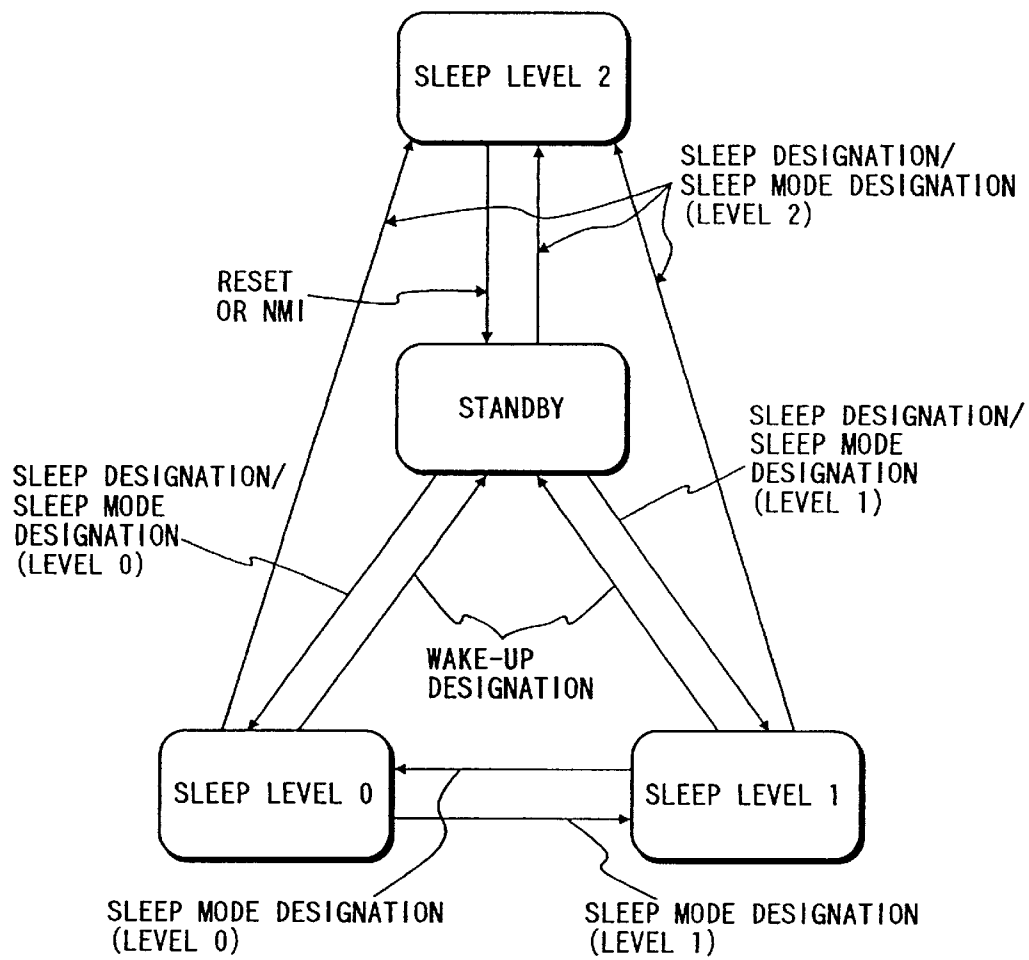 SLEEP LEVEL 2
SLEEP DESIGNATION/
SLEEP MODE DESIGNATION
(LEVEL 2)
RESET
OR NMI
STANDBY
SLEEP DESIGNATION/
SLEEP MODE
DESIGNATION
(LEVEL 1)
SLEEP DESIGNATION/
SLEEP MODE
DESIGNATION
(LEVEL 0)
WAKE-UP
DESIGNATION
SLEEP LEVEL 0
SLEEP LEVEL 1
SLEEP MODE DESIGNATION
(LEVEL 0)
SLEEP MODE DESIGNATION
(LEVEL 1)